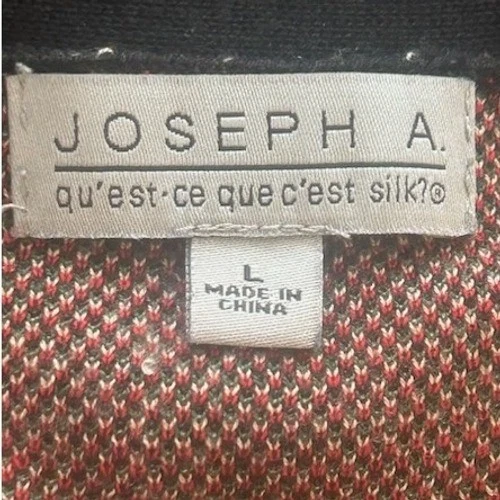 JOSEPH A.
qu'est·ce que c'est silk?®
L
MADE IN
CHINA